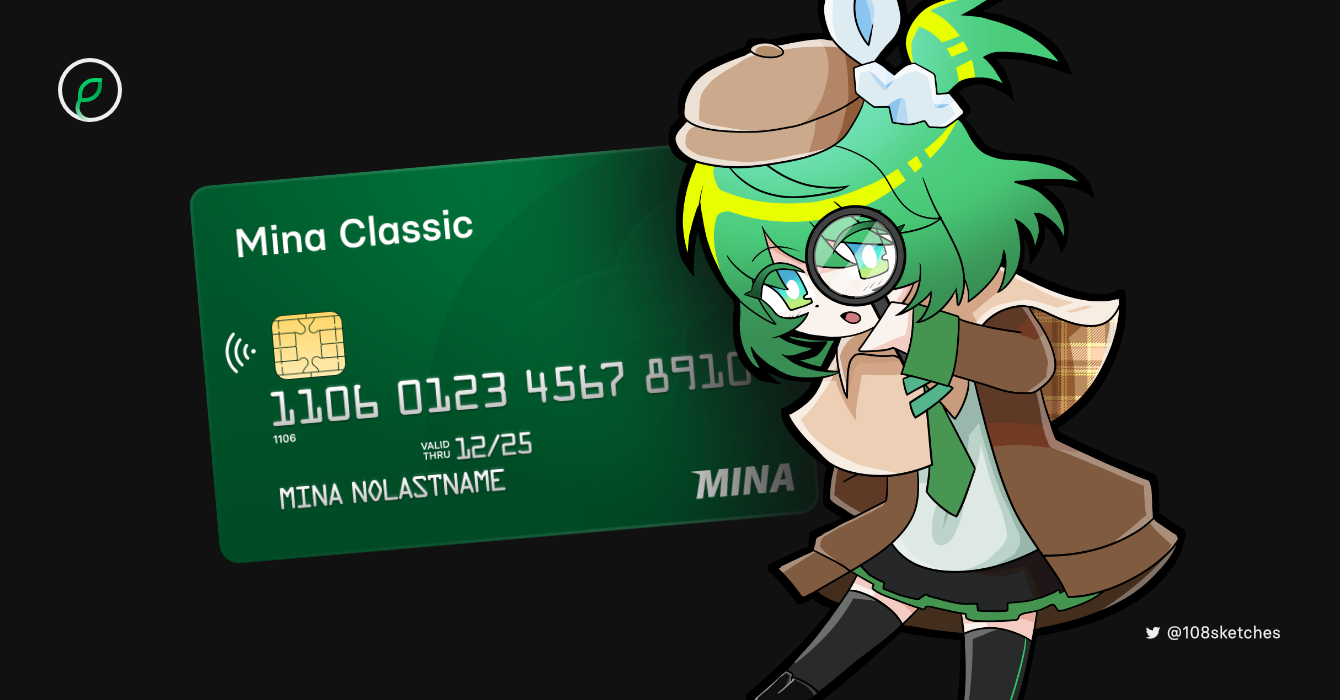 Mina Classic
1106 0123 4567 8910
1106
VALID THRU 12/25
MINA NOLASTNAME
MINA
@108sketches